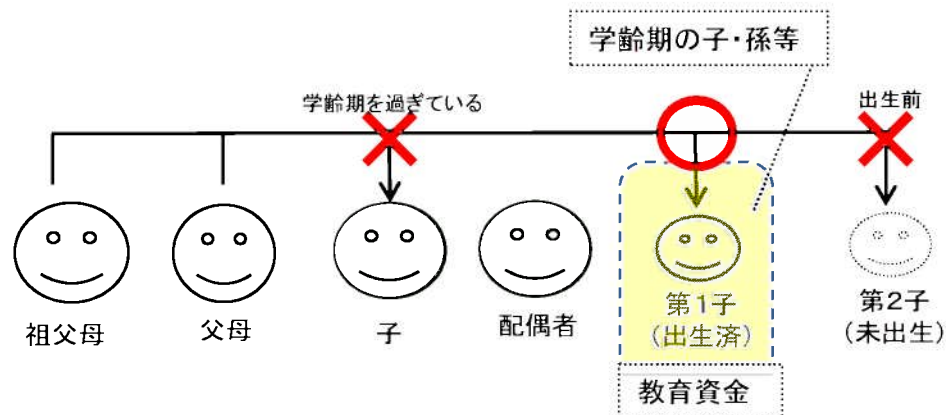 学齢期の子・孫等
学齢期を過ぎている
出生前
祖父母
父母
子
配偶者
第1子
(出生済)
第2子
(未出生)
教育資金